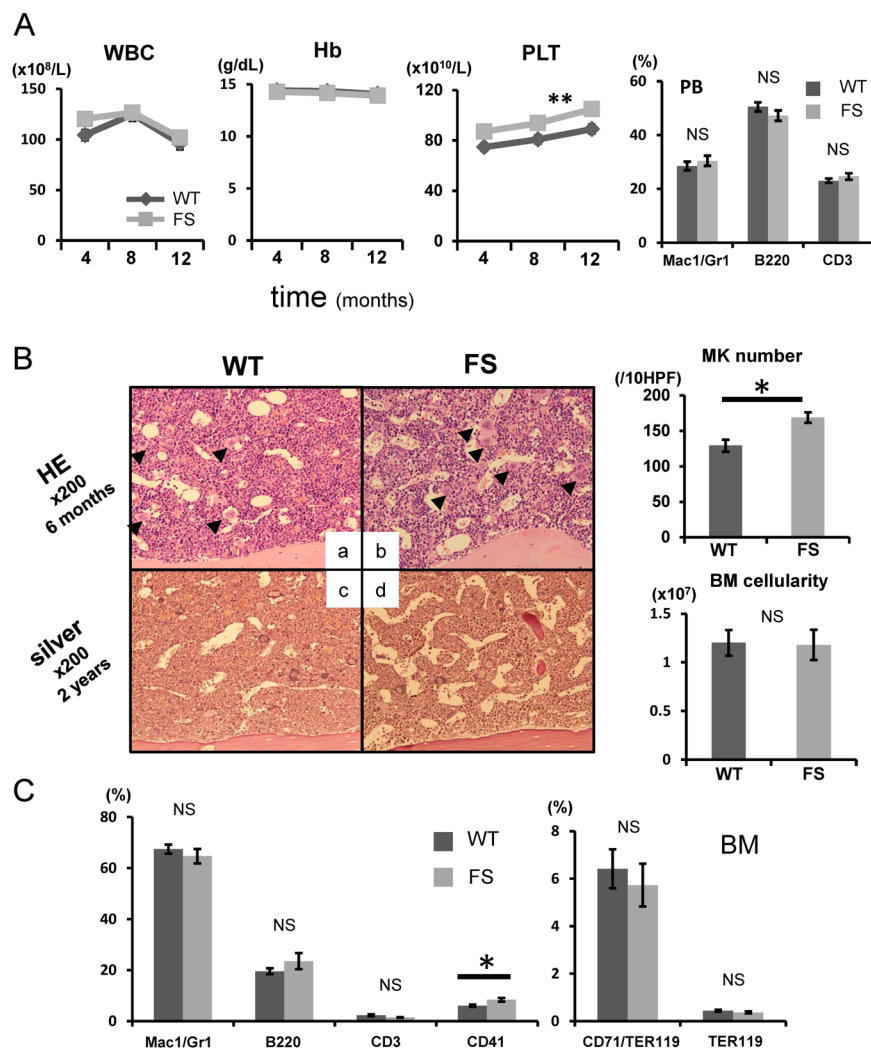 A
WBC
(x10⁸/L)
150
100
50
0
4 8 12
WT
FS
Hb
(g/dL)
15
10
5
0
4 8 12
PLT
(x10¹⁰/L)
120
80
40
0
**
4 8 12
time (months)
(%)
60
40
20
0
PB
NS
NS
NS
WT
FS
Mac1/Gr1 B220 CD3
B
WT FS
HE
x200
6 months
a b
c d
silver
x200
2 years
MK number
(/10HPF)
200
150
100
50
0
*
WT FS
BM cellularity
(x10⁷)
1.5
1
0.5
0
NS
WT FS
C
(%)
80
60
40
20
0
NS
NS
NS
*
WT
FS
Mac1/Gr1 B220 CD3 CD41
(%)
8
6
4
2
0
NS
NS
BM
CD71/TER119 TER119